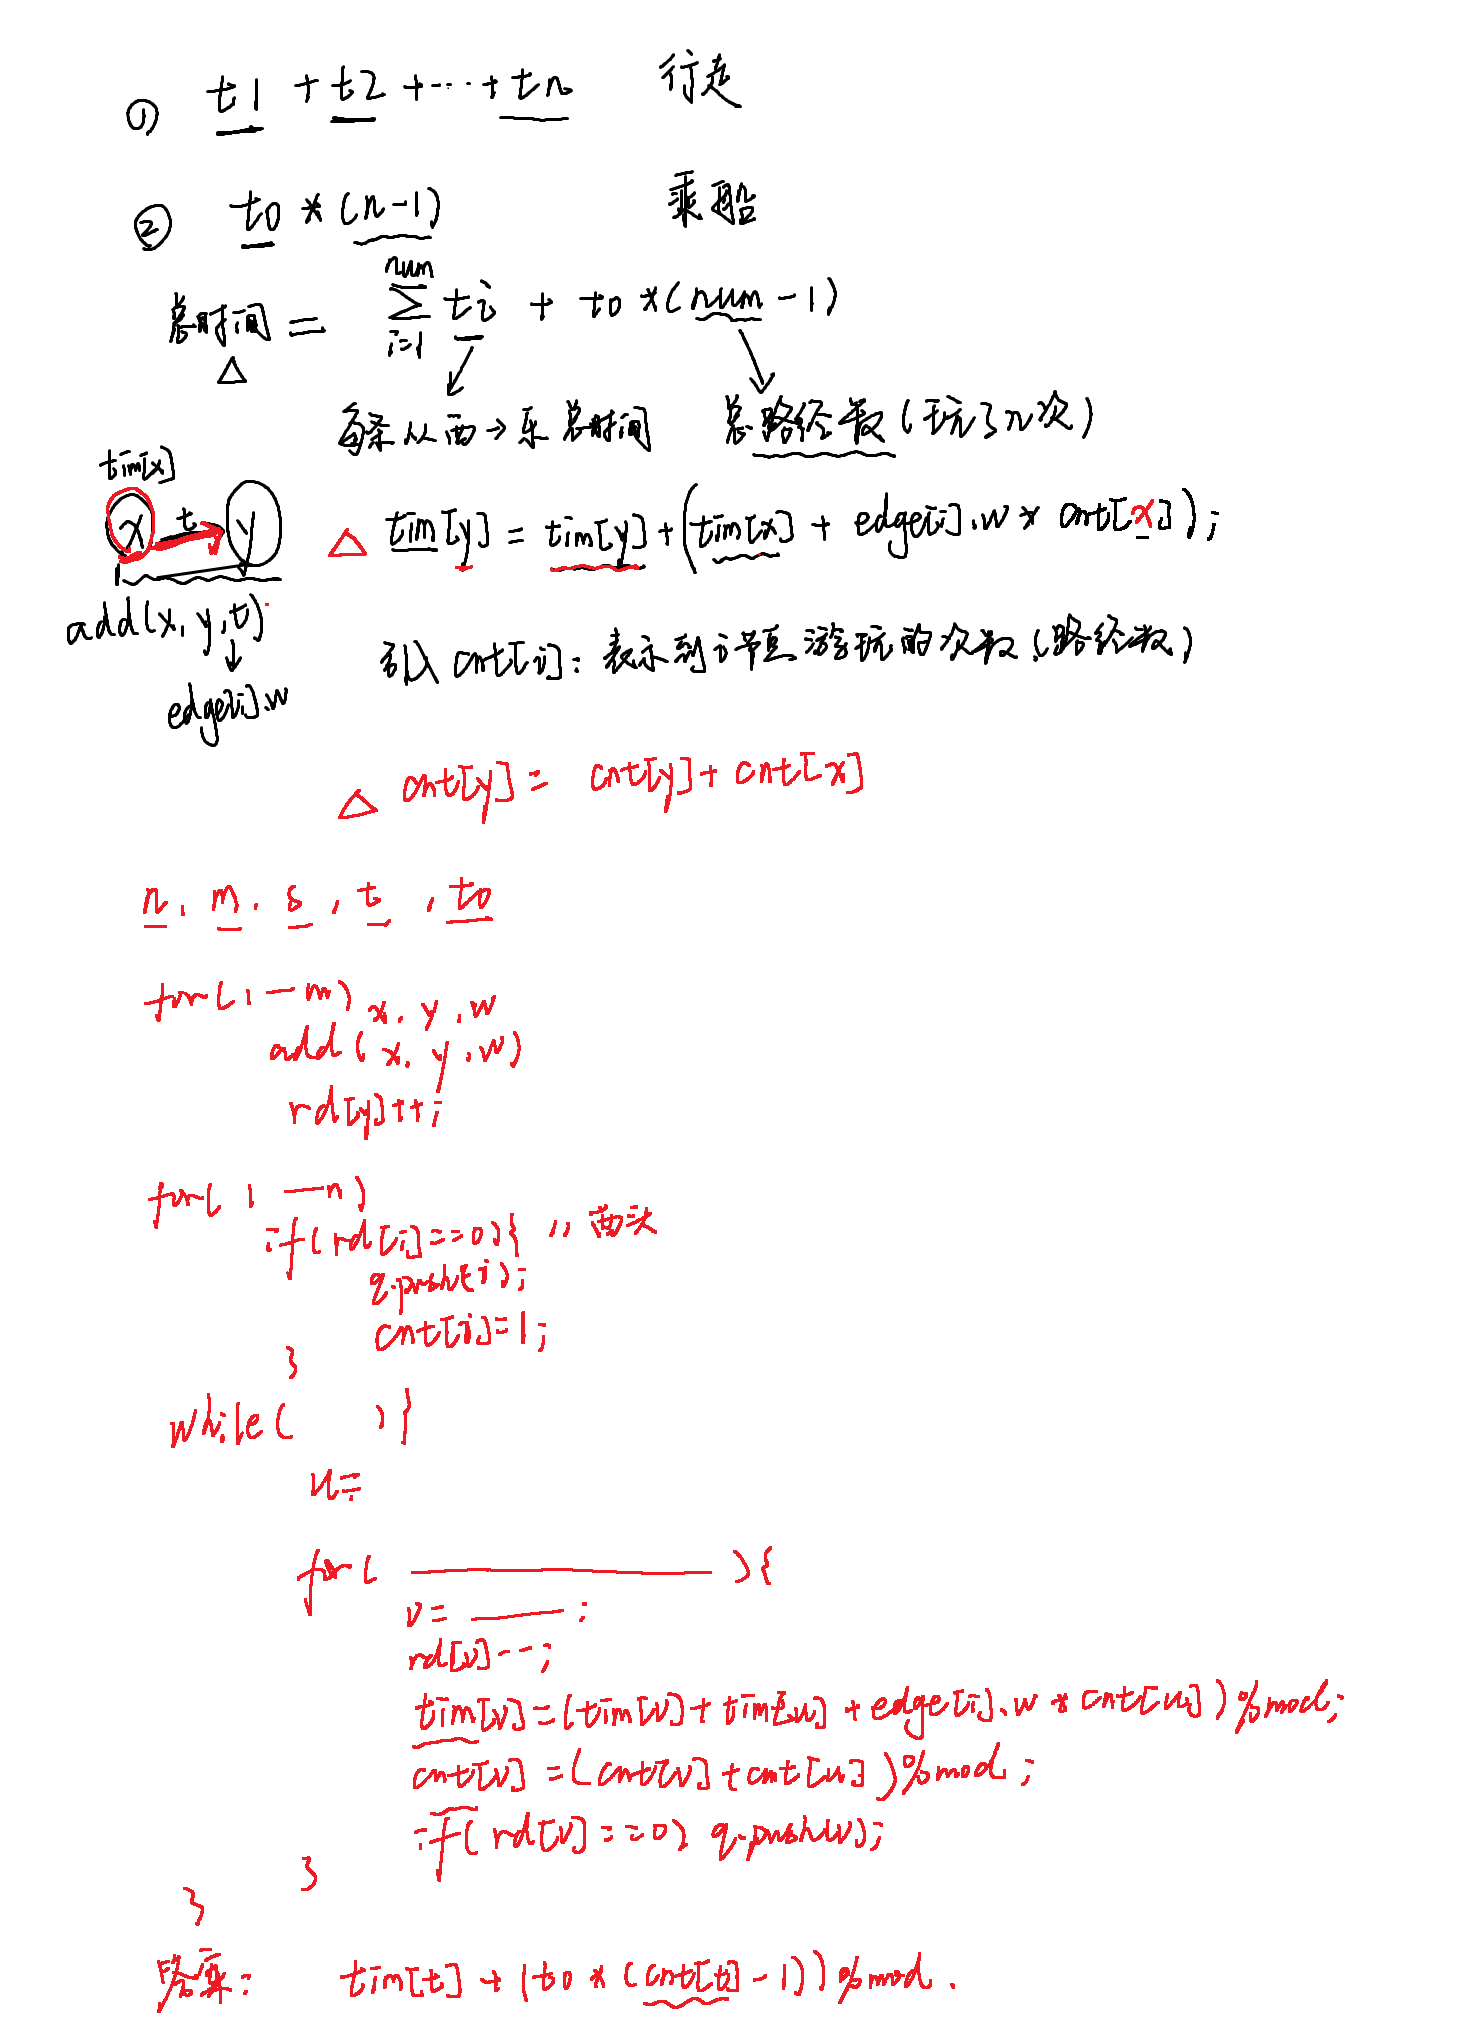 ① t1 + t2 + ... + tn 行走
② t0 * (n-1) 乘船
总时间 = num ∑ i=1 ti + t0 * (num - 1)
△
每条从西→东总时间 总路径数(玩了n次)
tim[x]
x t y
△ tim[y] = tim[y] + (tim[x] + edge[i].w * cnt[x]);
add(x, y, t)
edge[i].w
引入 cnt[i]: 表示到i节点游玩的次数(路径数)
△ cnt[y] = cnt[y] + cnt[x]
n, m, s, t, t0
for(1 — m) x, y, w
add(x, y, w)
rd[y]++;
for(1 — n)
if(rd[i]==0){ // 西头
q.push(i);
cnt[i]=1;
}
while( ){
u=
for( ){
v= ;
rd[v]--;
tim[v]=(tim[v]+tim[u]+edge[i].w * cnt[u])%mod;
cnt[v]=(cnt[v]+cnt[u])%mod;
if(rd[v]==0) q.push(v);
}
}
答案: tim[t] + (t0 * (cnt[t]-1))%mod.